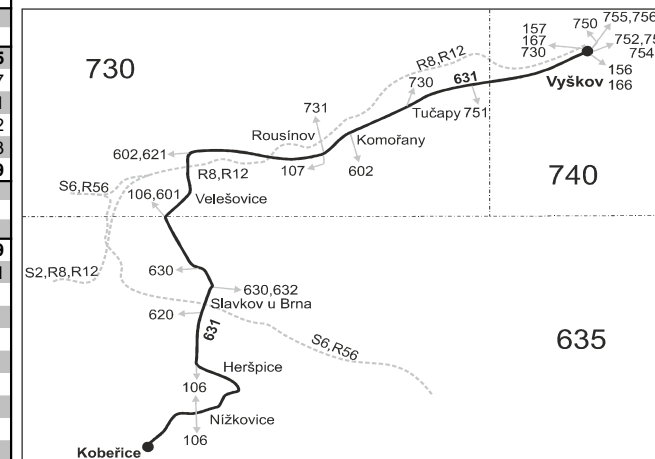 755,756
157
750
167
752,75
730
R8,R12
754
730
730
631
156
Vyškov
166
731
Tučapy
751
Rousínov
Komořany
602,621
R8,R12
107
602
740
S6,R56
106,601
Velešovice
630
S2,R8,R12
630,632
Slavkov u Brna
620
631
S6,R56
635
Heršpice
106
Nížkovice
106
Kobeřice